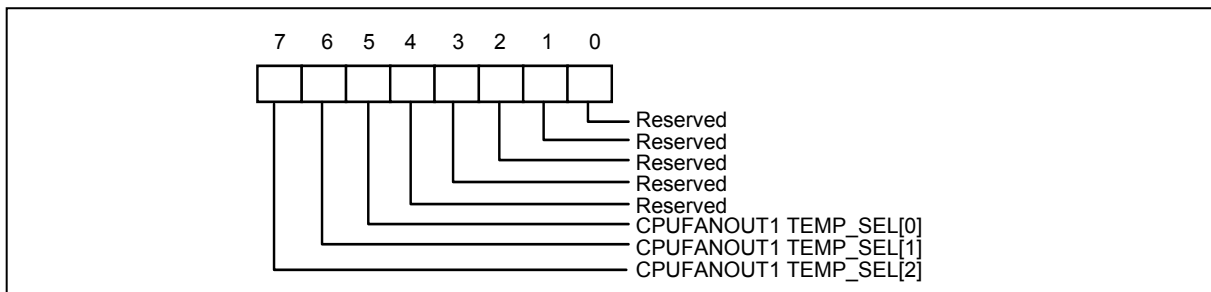 7 6 5 4 3 2 1 0
Reserved
Reserved
Reserved
Reserved
Reserved
CPUFANOUT1 TEMP_SEL[0]
CPUFANOUT1 TEMP_SEL[1]
CPUFANOUT1 TEMP_SEL[2]